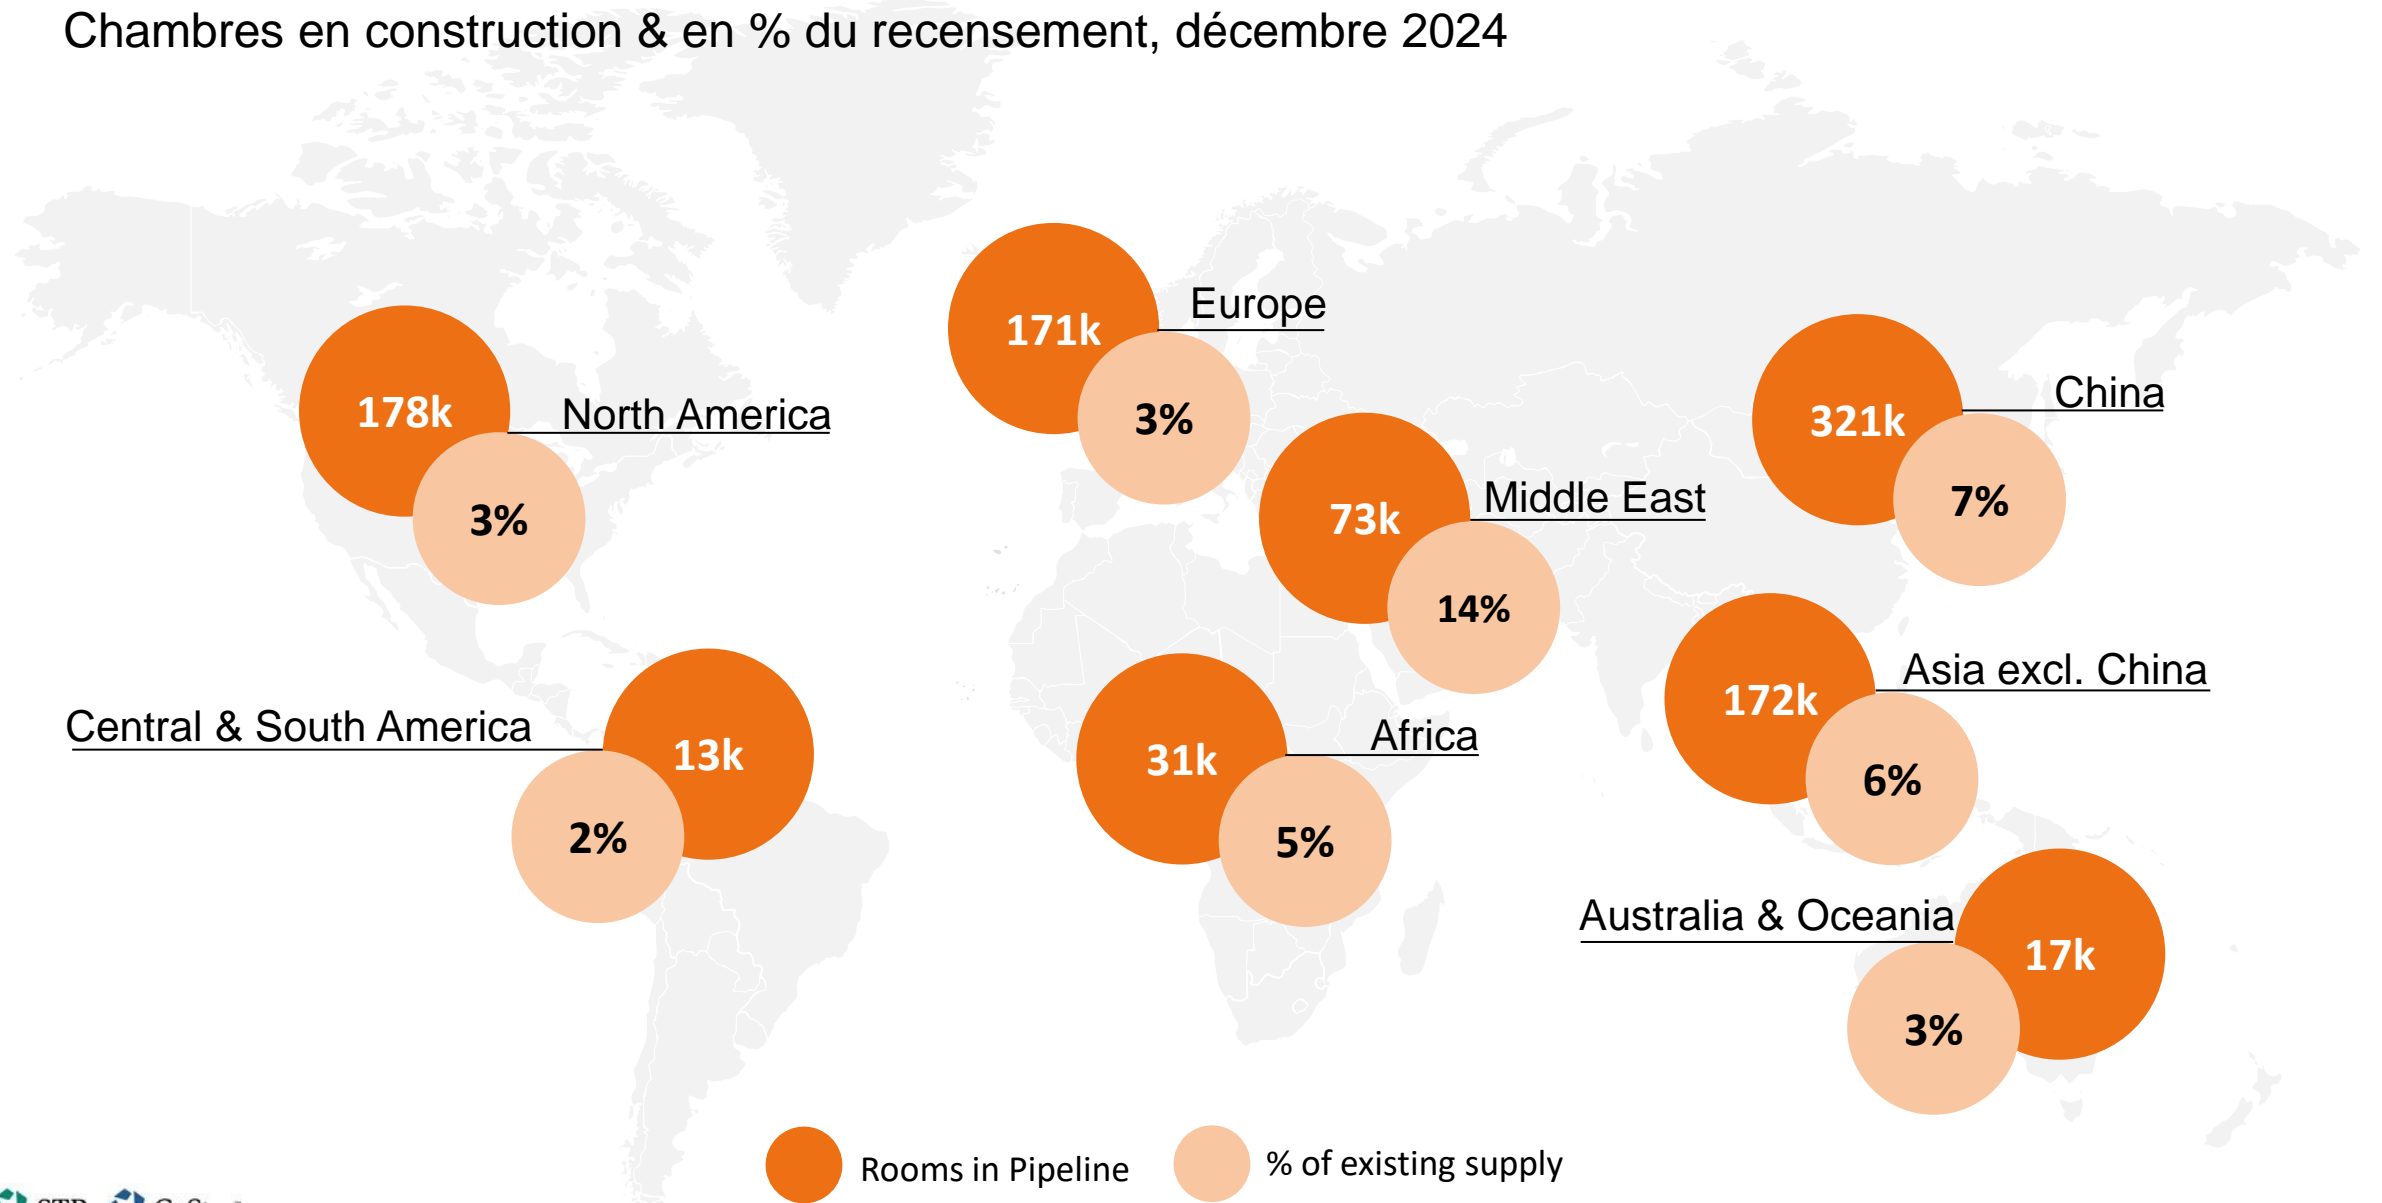 Chambres en construction & en % du recensement, décembre 2024
171k
Europe
3%
178k
North America
3%
321k
China
7%
73k
Middle East
14%
172k
Asia excl. China
6%
Central & South America
13k
2%
31k
Africa
5%
Australia & Oceania
17k
3%
Rooms in Pipeline
% of existing supply